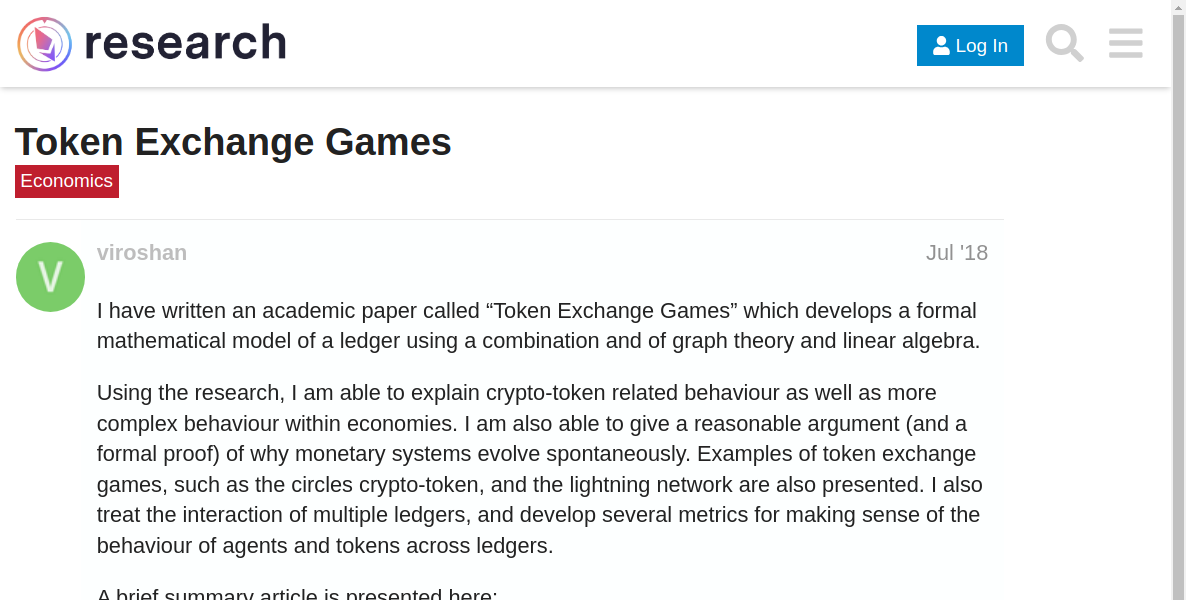 research
Log In
Token Exchange Games
Economics
V
viroshan
Jul '18
I have written an academic paper called “Token Exchange Games” which develops a formal
mathematical model of a ledger using a combination and of graph theory and linear algebra.
Using the research, I am able to explain crypto-token related behaviour as well as more
complex behaviour within economies. I am also able to give a reasonable argument (and a
formal proof) of why monetary systems evolve spontaneously. Examples of token exchange
games, such as the circles crypto-token, and the lightning network are also presented. I also
treat the interaction of multiple ledgers, and develop several metrics for making sense of the
behaviour of agents and tokens across ledgers.
A brief summary article is presented here: